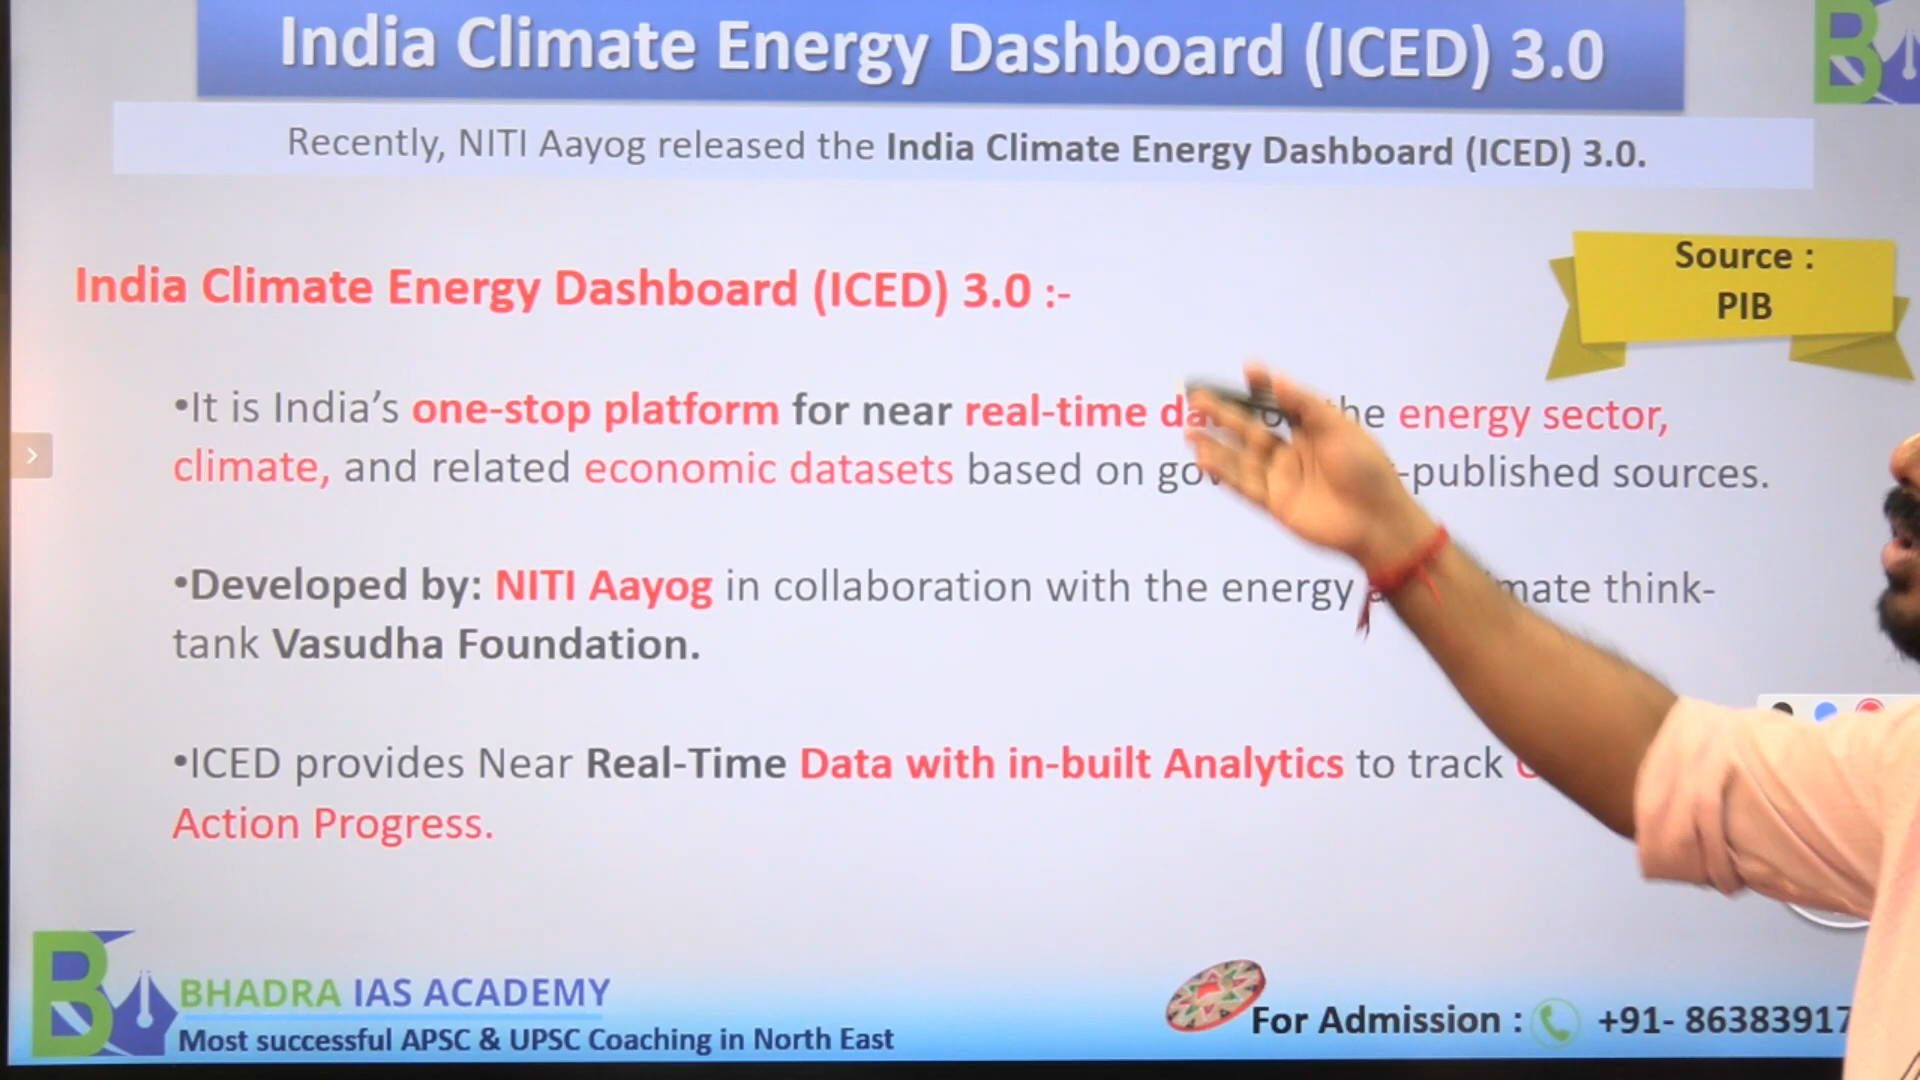 India Climate Energy Dashboard (ICED) 3.0
Recently, NITI Aayog released the India Climate Energy Dashboard (ICED) 3.0.
Source :
PIB
India Climate Energy Dashboard (ICED) 3.0 :-
•It is India's one-stop platform for near real-time energy sector,
climate, and related economic datasets based on -published sources.
•Developed by: NITI Aayog in collaboration with the energy think-
tank Vasudha Foundation.
•ICED provides Near Real-Time Data with in-built Analytics to track
Action Progress.
BHADRA IAS ACADEMY
Most successful APSC & UPSC Coaching in North East
For Admission : +91- 86383917